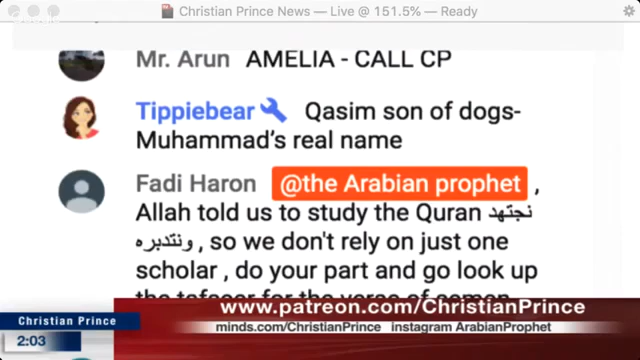 Christian Prince News — Live @ 151.5% — Ready
Mr. Arun AMELIA - CALL CP
Tippiebear Qasim son of dogs-
Muhammad's real name
Fadi Haron @the Arabian prophet ,
Allah told us to study the Quran نجتهد
ونتدبره , so we don't rely on just one
scholar , do your part and go look up
www.patreon.com/ChristianPrince
Christian Prince
minds.com/ChristianPrince instagram ArabianProphet
2:03